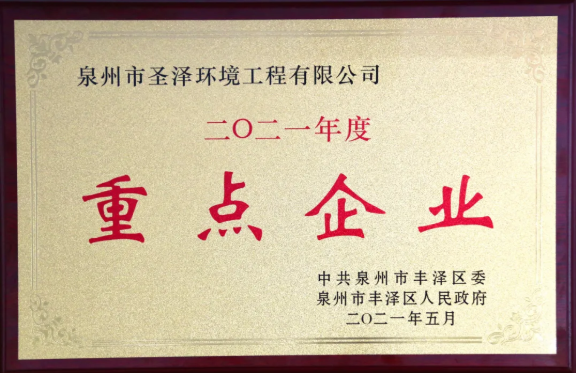 泉州市圣泽环境工程有限公司
二〇二一年度
重点企业
中共泉州市丰泽区委
泉州市丰泽区人民政府
二〇二一年五月